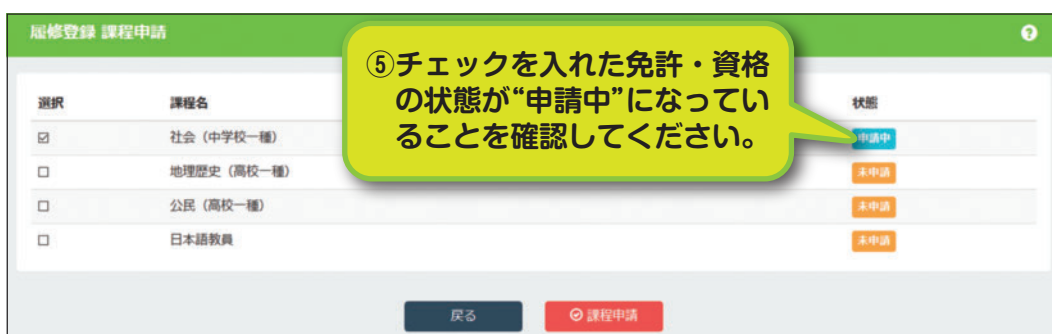 履修登録 課程申請
⑤チェックを入れた免許・資格
の状態が“申請中”になってい
ることを確認してください。
選択 課程名 状態
社会（中学校一種） 申請中
地理歴史（高校一種） 未申請
公民（高校一種） 未申請
日本語教員 未申請
戻る 課程申請